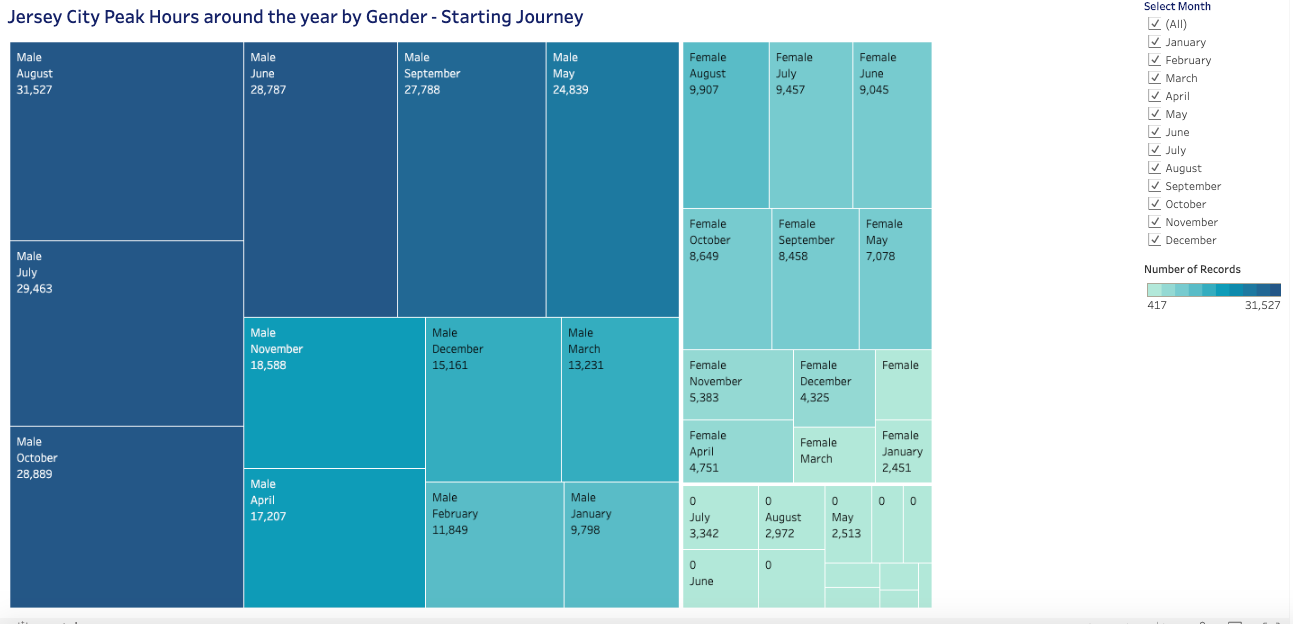 Jersey City Peak Hours around the year by Gender - Starting Journey
Male
August
31,527
Male
July
29,463
Male
October
28,889
Male
June
28,787
Male
September
27,788
Male
May
24,839
Male
November
18,588
Male
April
17,207
Male
December
15,161
Male
March
13,231
Male
February
11,849
Male
January
9,798
Female
August
9,907
Female
July
9,457
Female
June
9,045
Female
October
8,649
Female
September
8,458
Female
May
7,078
Female
November
5,383
Female
December
4,325
Female
Female
April
4,751
Female
March
Female
January
2,451
0
July
3,342
0
August
2,972
0
May
2,513
0
0
0
June
0
Select Month
(All)
January
February
March
April
May
June
July
August
September
October
November
December
Number of Records
417
31,527